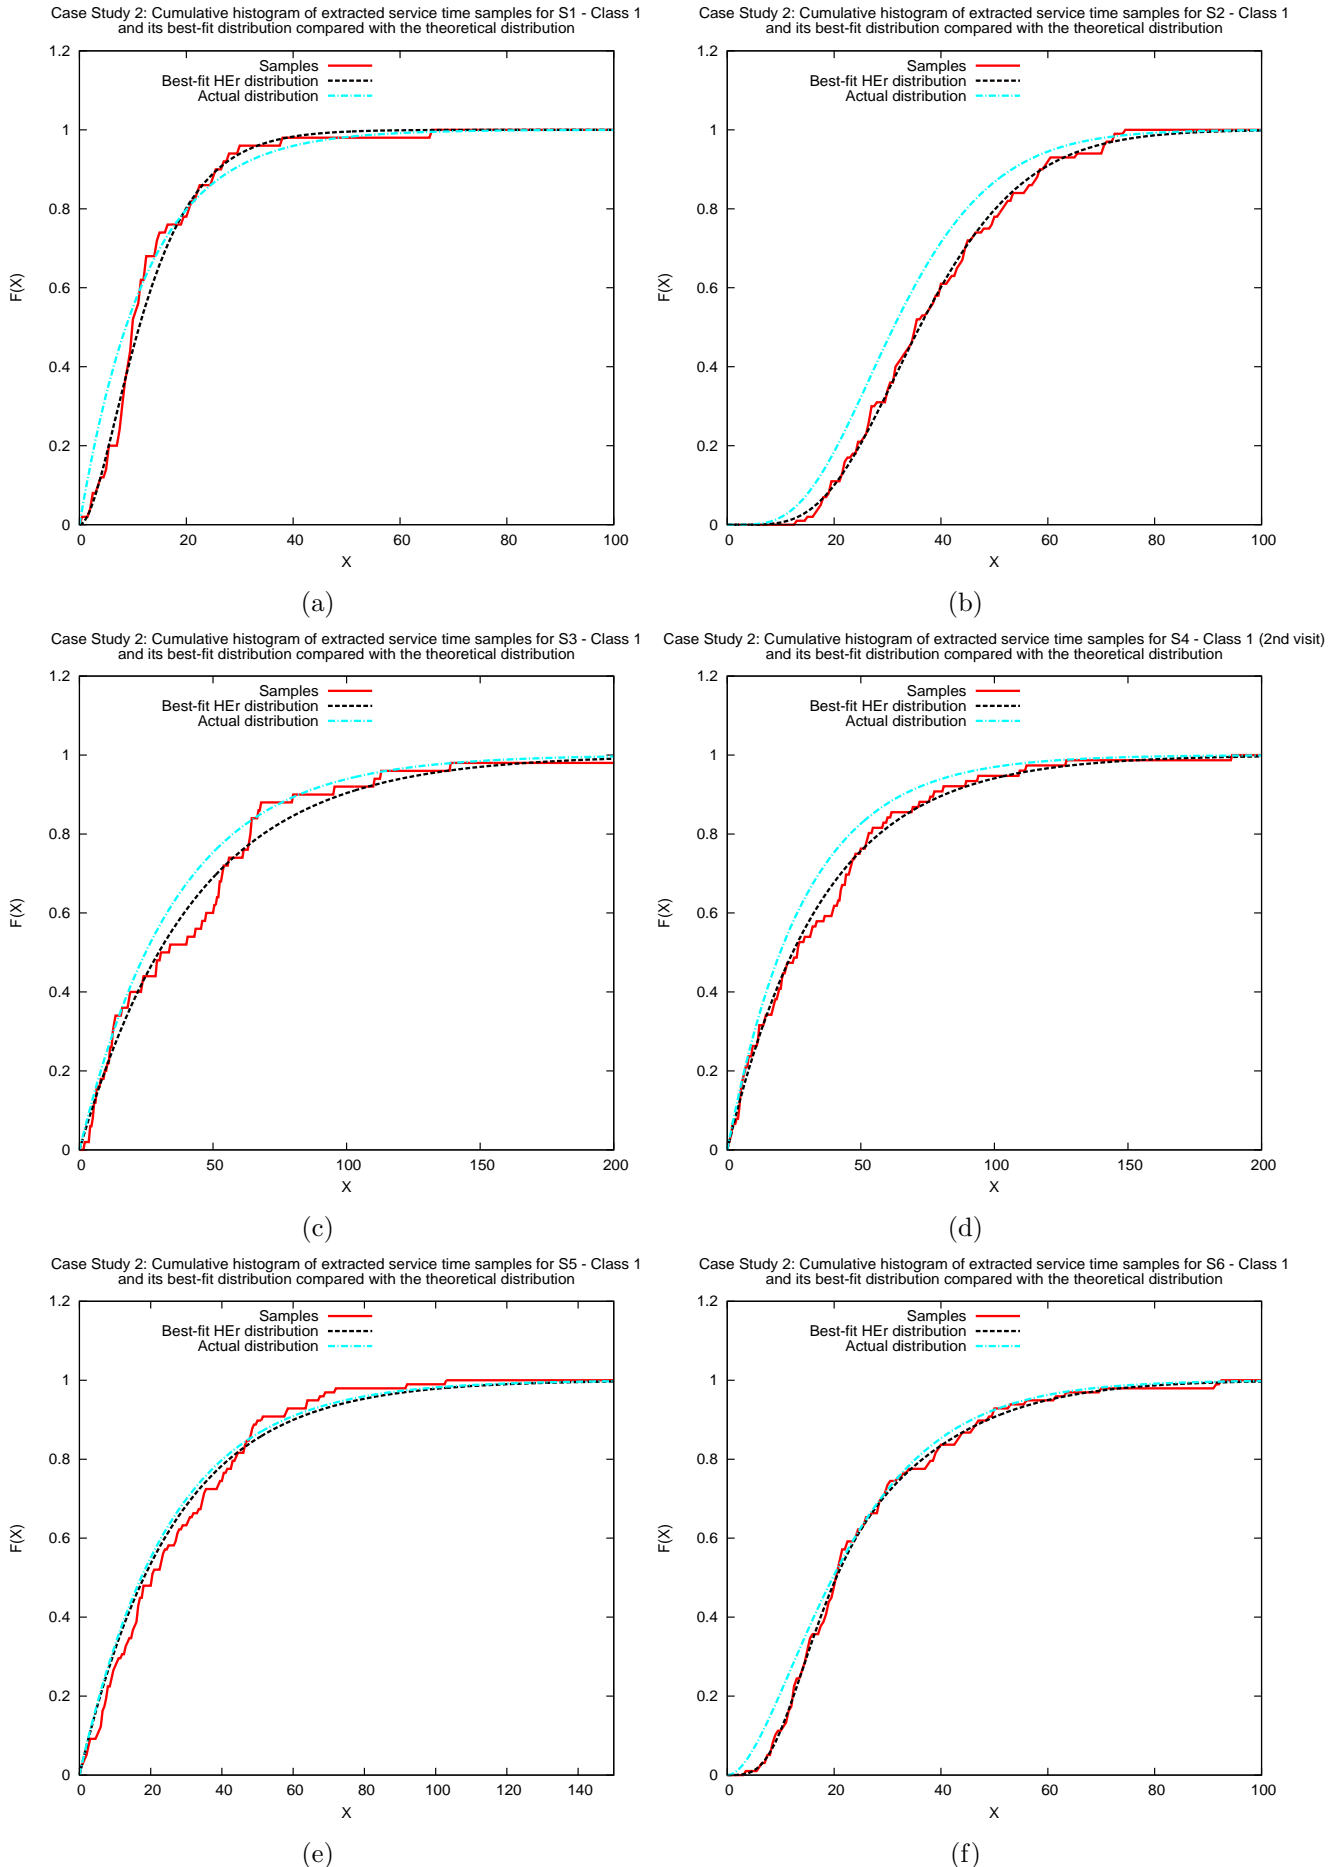 Case Study 2: Cumulative histogram of extracted service time samples for S1 - Class 1
and its best-fit distribution compared with the theoretical distribution
1.2
1
0.8
0.6
0.4
0.2
0
F(X)
Samples
Best-fit HEr distribution
Actual distribution
0 20 40 60 80 100
X
(a)
Case Study 2: Cumulative histogram of extracted service time samples for S2 - Class 1
and its best-fit distribution compared with the theoretical distribution
1.2
1
0.8
0.6
0.4
0.2
0
F(X)
Samples
Best-fit HEr distribution
Actual distribution
0 20 40 60 80 100
X
(b)
Case Study 2: Cumulative histogram of extracted service time samples for S3 - Class 1
and its best-fit distribution compared with the theoretical distribution
1.2
1
0.8
0.6
0.4
0.2
0
F(X)
Samples
Best-fit HEr distribution
Actual distribution
0 50 100 150 200
X
(c)
Case Study 2: Cumulative histogram of extracted service time samples for S4 - Class 1 (2nd visit)
and its best-fit distribution compared with the theoretical distribution
1.2
1
0.8
0.6
0.4
0.2
0
F(X)
Samples
Best-fit HEr distribution
Actual distribution
0 50 100 150 200
X
(d)
Case Study 2: Cumulative histogram of extracted service time samples for S5 - Class 1
and its best-fit distribution compared with the theoretical distribution
1.2
1
0.8
0.6
0.4
0.2
0
F(X)
Samples
Best-fit HEr distribution
Actual distribution
0 20 40 60 80 100 120 140
X
(e)
Case Study 2: Cumulative histogram of extracted service time samples for S6 - Class 1
and its best-fit distribution compared with the theoretical distribution
1.2
1
0.8
0.6
0.4
0.2
0
F(X)
Samples
Best-fit HEr distribution
Actual distribution
0 20 40 60 80 100
X
(f)